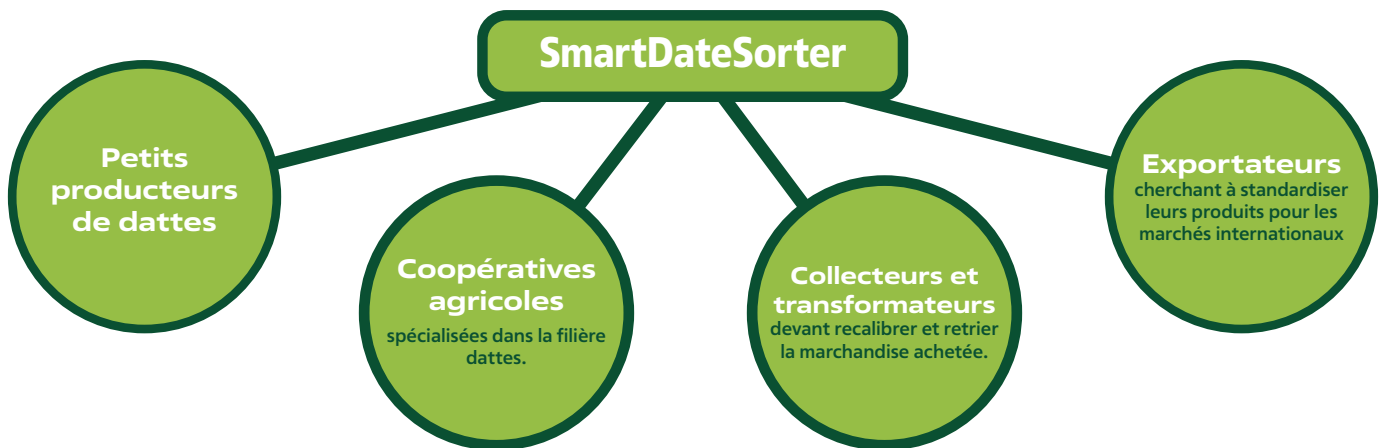 SmartDateSorter
Petits
producteurs
de dattes
Coopératives
agricoles
spécialisées dans la filière
dattes.
Collecteurs et
transformateurs
devant recalibrer et retrier
la marchandise achetée.
Exportateurs
cherchant à standardiser
leurs produits pour les
marchés internationaux